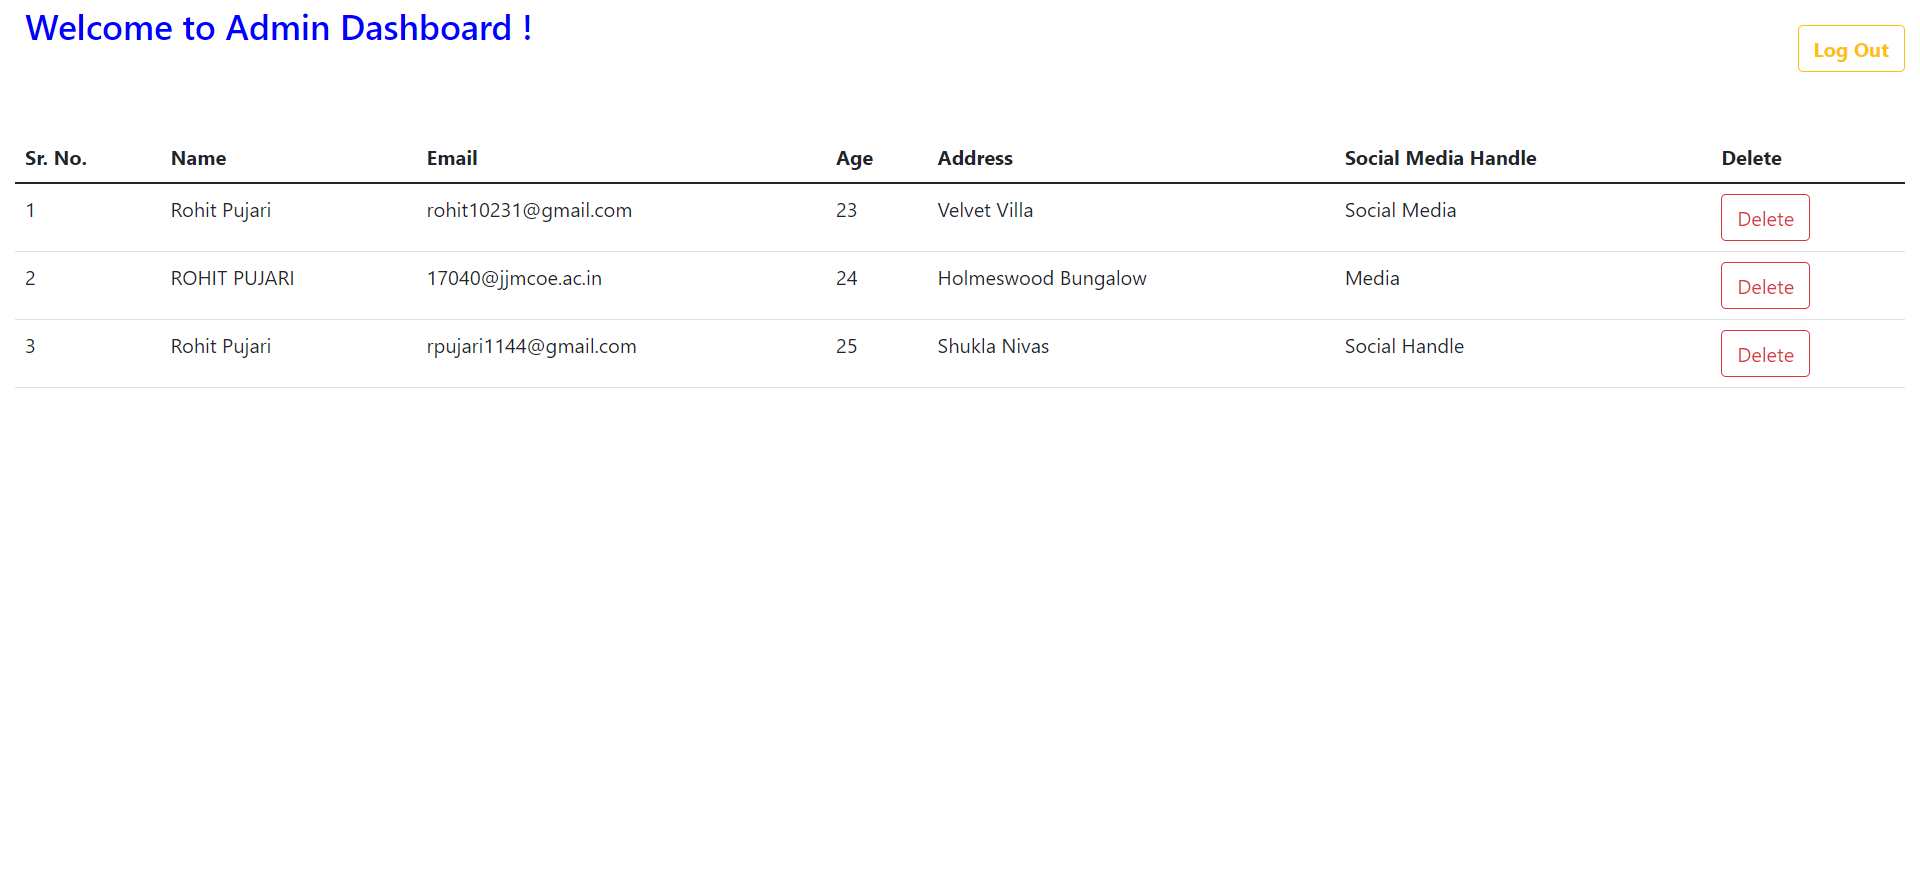 Welcome to Admin Dashboard !
Log Out
Sr. No. Name Email Age Address Social Media Handle Delete
1 Rohit Pujari rohit10231@gmail.com 23 Velvet Villa Social Media Delete
2 ROHIT PUJARI 17040@jjmcoe.ac.in 24 Holmeswood Bungalow Media Delete
3 Rohit Pujari rpujari1144@gmail.com 25 Shukla Nivas Social Handle Delete